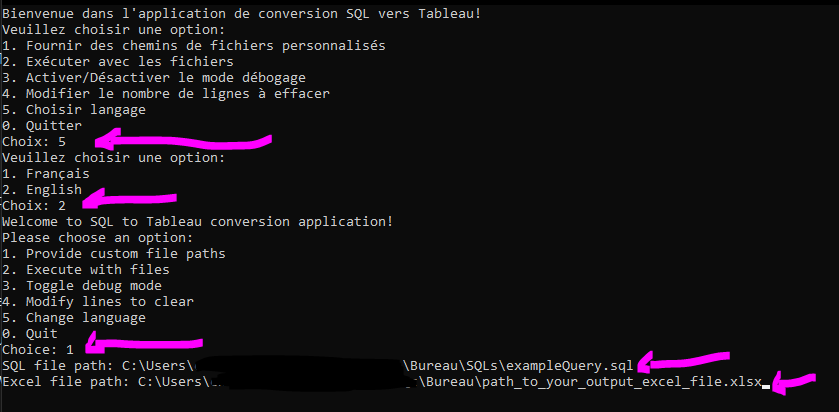 Bienvenue dans l'application de conversion SQL vers Tableau!
Veuillez choisir une option:
1. Fournir des chemins de fichiers personnalisés
2. Exécuter avec les fichiers
3. Activer/Désactiver le mode débogage
4. Modifier le nombre de lignes à effacer
5. Choisir langage
0. Quitter
Choix: 5
Veuillez choisir une option:
1. Français
2. English
Choix: 2
Welcome to SQL to Tableau conversion application!
Please choose an option:
1. Provide custom file paths
2. Execute with files
3. Toggle debug mode
4. Modify lines to clear
5. Change language
0. Quit
Choice: 1
SQL file path: C:\Users\ \Bureau\SQLs\exampleQuery.sql
Excel file path: C:\Users\ \Bureau\path_to_your_output_excel_file.xlsx